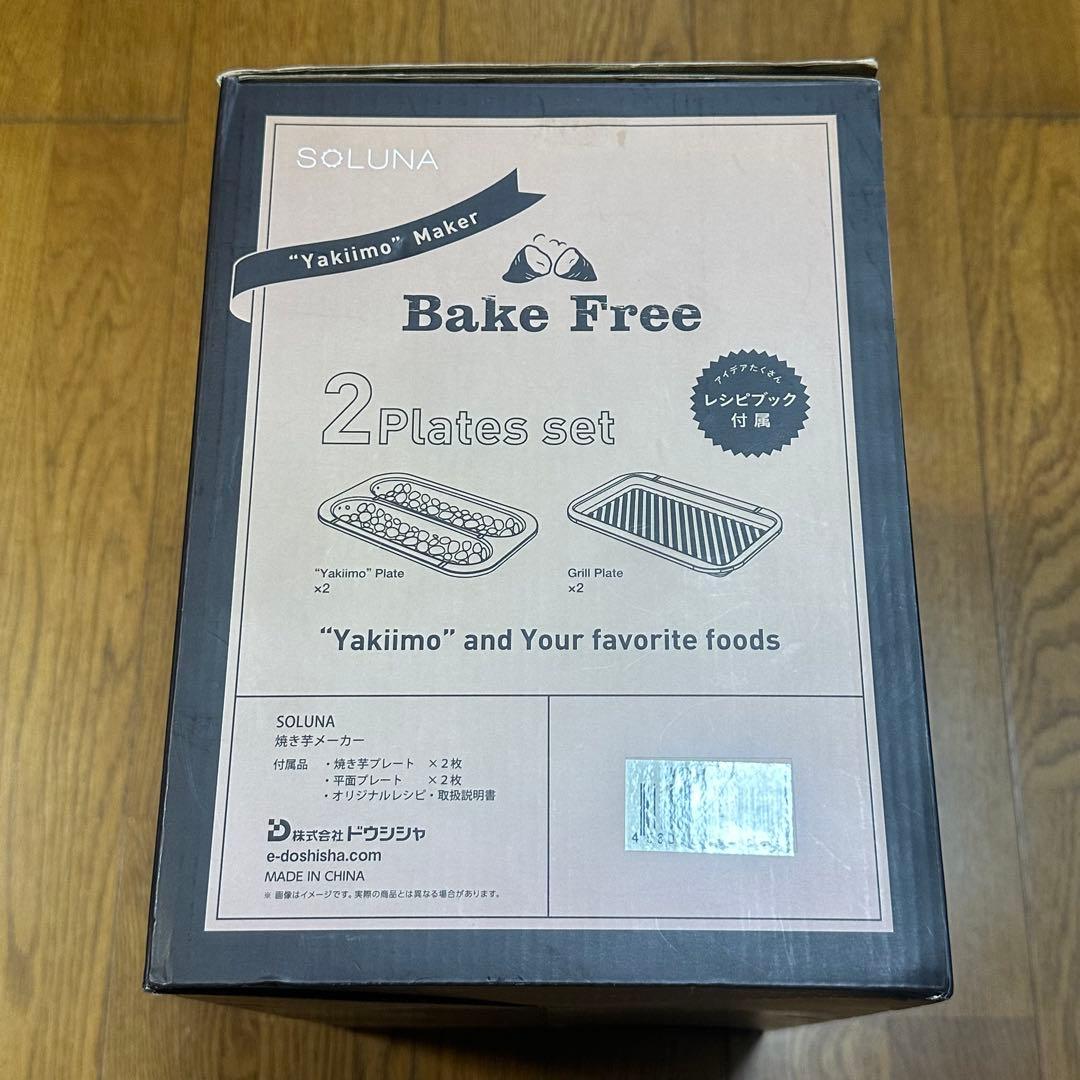 SOLUNA
"Yakiimo" Maker
Bake Free
2 Plates set
アイデアたくさん
レシピブック
付属
"Yakiimo" Plate
×2
Grill Plate
×2
"Yakiimo" and Your favorite foods
SOLUNA
焼き芋メーカー
付属品 ・焼き芋プレート ×2枚
・平面プレート ×2枚
・オリジナルレシピ・取扱説明書
株式会社ドウシシャ
e-doshisha.com
MADE IN CHINA
※ 画像はイメージです。実際の商品とは異なる場合があります。